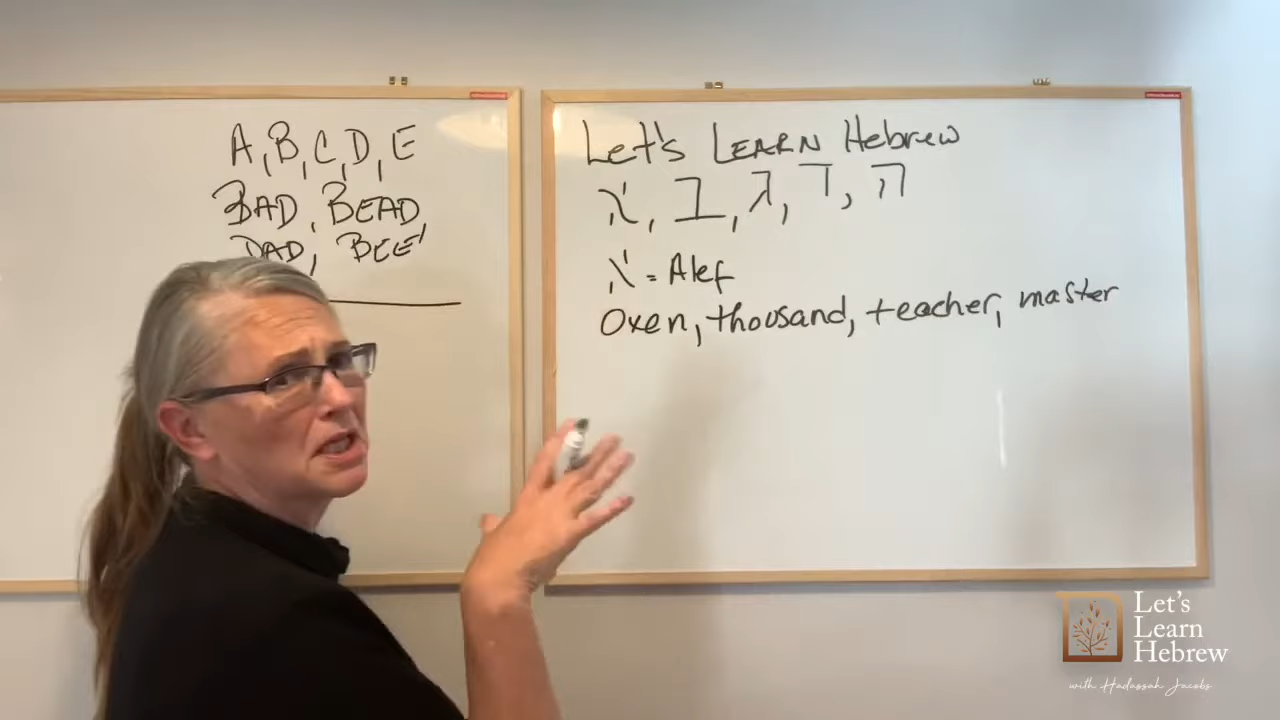 A, B, C, D, E
BAD, BEAD,
DAD, BEE
Let's LEARN Hebrew
א, ב, ג, ד, ה
א = Alef
Oxen, thousand, teacher, master
Let's
Learn
Hebrew
with Hadassah Jacobs